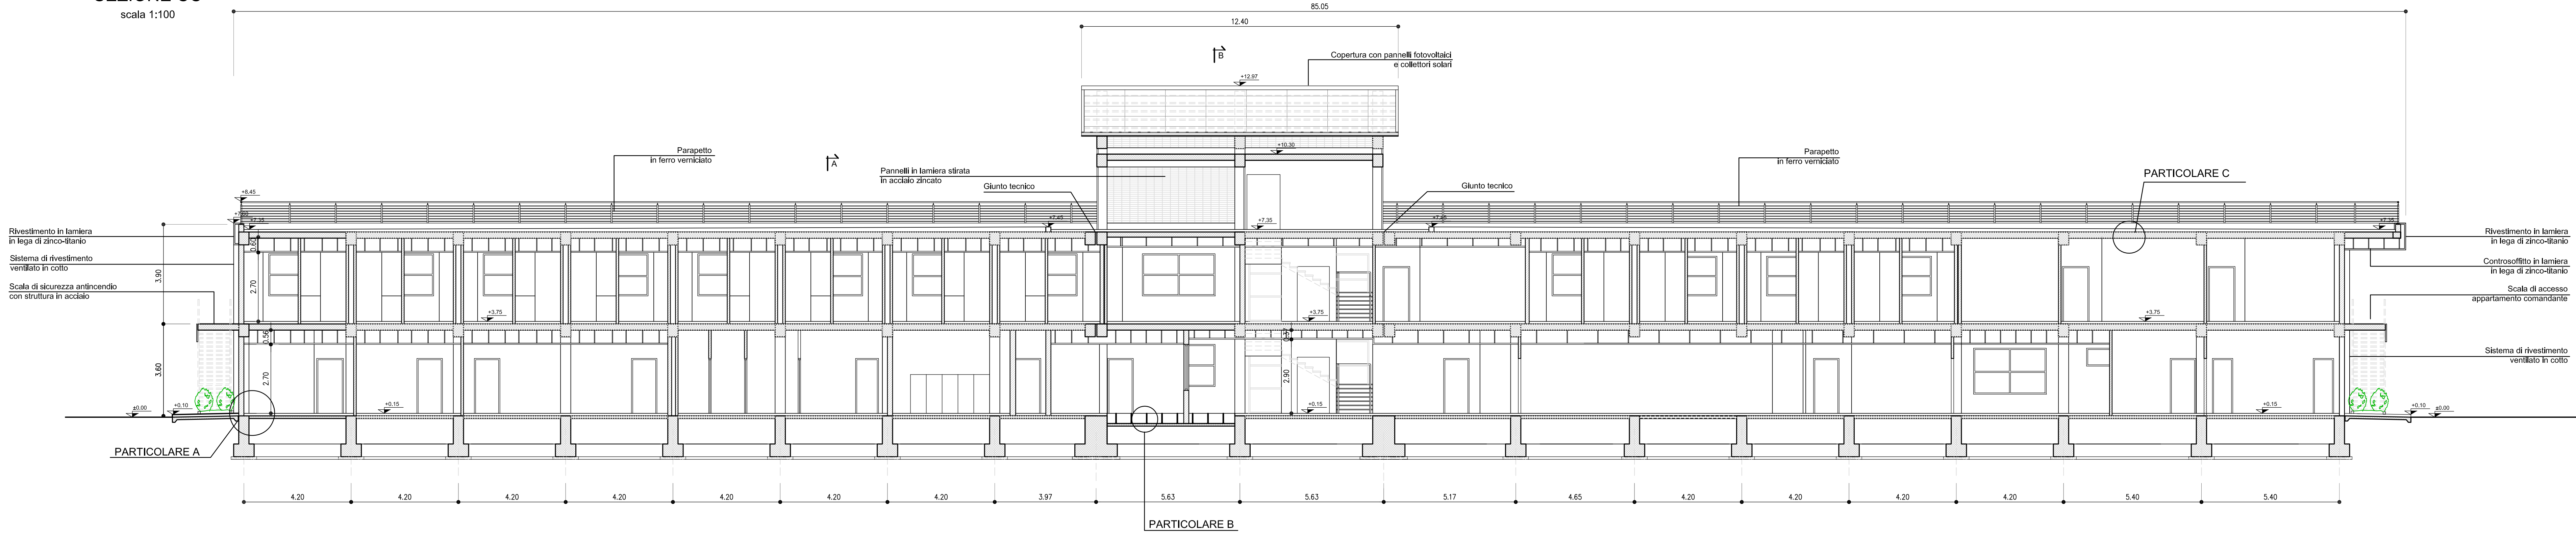 scala 1:100
85.05
12.40
B
Copertura con pannelli fotovoltaici
e collettori solari
+12.97
A
Parapetto
in ferro verniciato
+10.30
Pannelli in lamiera stirata
in acciaio zincato
Giunto tecnico
Giunto tecnico
Parapetto
in ferro verniciato
PARTICOLARE C
+8.45
+7.35
+7.45
+7.35
+7.45
+7.35
Rivestimento in lamiera
in lega di zinco-titanio
Sistema di rivestimento
ventilato in cotto
Scala di sicurezza antincendio
con struttura in acciaio
Rivestimento in lamiera
in lega di zinco-titanio
Controsoffitto in lamiera
in lega di zinco-titanio
Scala di accesso
appartamento comandante
Sistema di rivestimento
ventilato in cotto
3.90
0.60
2.70
+3.75
+3.75
+3.75
3.60
0.56
2.70
0.37
2.90
±0.00
+0.10
+0.15
+0.15
+0.15
+0.10
±0.00
PARTICOLARE A
4.20
4.20
4.20
4.20
4.20
4.20
4.20
3.97
5.63
5.63
5.17
4.65
4.20
4.20
4.20
4.20
5.40
5.40
PARTICOLARE B